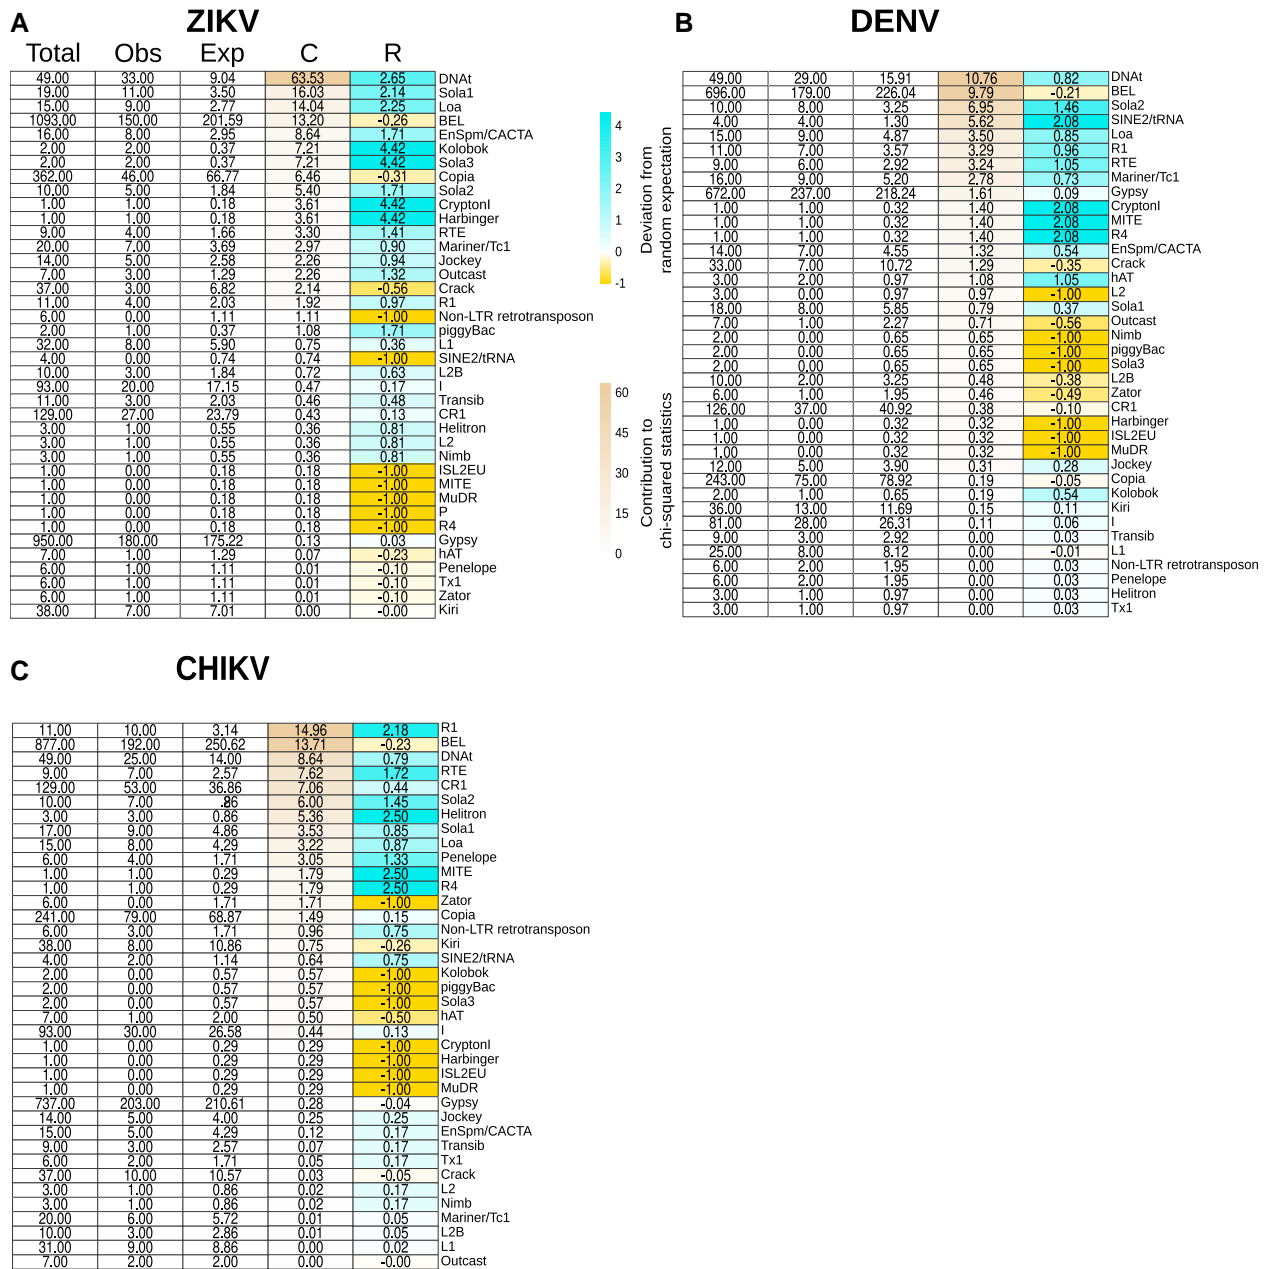 A ZIKV
Total Obs Exp C R
49.00 33.00 9.04 63.53 2.65 DNAt
19.00 11.00 3.50 16.03 2.14 Sola1
15.00 9.00 2.77 14.04 2.25 Loa
1093.00 150.00 201.59 13.20 -0.26 BEL
16.00 8.00 2.95 8.64 1.71 EnSpm/CACTA
2.00 2.00 0.37 7.21 4.42 Kolobok
2.00 2.00 0.37 7.21 4.42 Sola3
362.00 46.00 66.77 6.46 -0.31 Copia
10.00 5.00 1.84 5.40 1.71 Sola2
1.00 1.00 0.18 3.61 4.42 CryptonI
1.00 1.00 0.18 3.61 4.42 Harbinger
9.00 4.00 1.66 3.30 1.41 RTE
20.00 7.00 3.69 2.97 0.90 Mariner/Tc1
14.00 5.00 2.58 2.26 0.94 Jockey
7.00 3.00 1.29 2.26 1.32 Outcast
37.00 3.00 6.82 2.14 -0.56 Crack
11.00 4.00 2.03 1.92 0.97 R1
6.00 0.00 1.11 1.11 -1.00 Non-LTR retrotransposon
2.00 1.00 0.37 1.08 1.71 piggyBac
32.00 8.00 5.90 0.75 0.36 L1
4.00 0.00 0.74 0.74 -1.00 SINE2/tRNA
10.00 3.00 1.84 0.72 0.63 L2B
93.00 20.00 17.15 0.47 0.17 I
11.00 3.00 2.03 0.46 0.48 Transib
129.00 27.00 23.79 0.43 0.13 CR1
3.00 1.00 0.55 0.36 0.81 Helitron
3.00 1.00 0.55 0.36 0.81 L2
3.00 1.00 0.55 0.36 0.81 Nimb
1.00 0.00 0.18 0.18 -1.00 ISL2EU
1.00 0.00 0.18 0.18 -1.00 MITE
1.00 0.00 0.18 0.18 -1.00 MuDR
1.00 0.00 0.18 0.18 -1.00 P
1.00 0.00 0.18 0.18 -1.00 R4
950.00 180.00 175.22 0.13 0.03 Gypsy
7.00 1.00 1.29 0.07 -0.23 hAT
6.00 1.00 1.11 0.01 -0.10 Penelope
6.00 1.00 1.11 0.01 -0.10 Tx1
6.00 1.00 1.11 0.01 -0.10 Zator
38.00 7.00 7.01 0.00 -0.00 Kiri
4
3
2
1
0
-1
Deviation from
random expectation
60
45
30
15
0
Contribution to
chi-squared statistics
B DENV
49.00 29.00 15.91 10.76 0.82 DNAt
696.00 179.00 226.04 9.79 -0.21 BEL
10.00 8.00 3.25 6.95 1.46 Sola2
4.00 4.00 1.30 5.62 2.08 SINE2/tRNA
15.00 9.00 4.87 3.50 0.85 Loa
11.00 7.00 3.57 3.29 0.96 R1
9.00 6.00 2.92 3.24 1.05 RTE
16.00 9.00 5.20 2.78 0.73 Mariner/Tc1
672.00 237.00 218.24 1.61 0.09 Gypsy
1.00 1.00 0.32 1.40 2.08 CryptonI
1.00 1.00 0.32 1.40 2.08 MITE
1.00 1.00 0.32 1.40 2.08 R4
14.00 7.00 4.55 1.32 0.54 EnSpm/CACTA
33.00 7.00 10.72 1.29 -0.35 Crack
3.00 2.00 0.97 1.08 1.05 hAT
3.00 0.00 0.97 0.97 -1.00 L2
18.00 8.00 5.85 0.79 0.37 Sola1
7.00 1.00 2.27 0.71 -0.56 Outcast
2.00 0.00 0.65 0.65 -1.00 Nimb
2.00 0.00 0.65 0.65 -1.00 piggyBac
2.00 0.00 0.65 0.65 -1.00 Sola3
10.00 2.00 3.25 0.48 -0.38 L2B
6.00 1.00 1.95 0.46 -0.49 Zator
126.00 37.00 40.92 0.38 -0.10 CR1
1.00 0.00 0.32 0.32 -1.00 Harbinger
1.00 0.00 0.32 0.32 -1.00 ISL2EU
1.00 0.00 0.32 0.32 -1.00 MuDR
12.00 5.00 3.90 0.31 0.28 Jockey
243.00 75.00 78.92 0.19 -0.05 Copia
2.00 1.00 0.65 0.19 0.54 Kolobok
36.00 13.00 11.69 0.15 0.11 Kiri
81.00 28.00 26.31 0.11 0.06 I
9.00 3.00 2.92 0.00 0.03 Transib
25.00 8.00 8.12 0.00 -0.01 L1
6.00 2.00 1.95 0.00 0.03 Non-LTR retrotransposon
6.00 2.00 1.95 0.00 0.03 Penelope
3.00 1.00 0.97 0.00 0.03 Helitron
3.00 1.00 0.97 0.00 0.03 Tx1
C CHIKV
11.00 10.00 3.14 14.96 2.18 R1
877.00 192.00 250.62 13.71 -0.23 BEL
49.00 25.00 14.00 8.64 0.79 DNAt
9.00 7.00 2.57 7.62 1.72 RTE
129.00 53.00 36.86 7.06 0.44 CR1
10.00 7.00 6.00 1.45 Sola2
3.00 3.00 0.86 5.36 2.50 Helitron
17.00 9.00 4.86 3.53 0.85 Sola1
15.00 8.00 4.29 3.22 0.87 Loa
6.00 4.00 1.71 3.05 1.33 Penelope
1.00 1.00 0.29 1.79 2.50 MITE
1.00 1.00 0.29 1.79 2.50 R4
6.00 0.00 1.71 1.71 -1.00 Zator
241.00 79.00 68.87 1.49 0.15 Copia
6.00 3.00 1.71 0.96 0.75 Non-LTR retrotransposon
38.00 8.00 10.86 0.75 -0.26 Kiri
4.00 2.00 1.14 0.64 0.75 SINE2/tRNA
2.00 0.00 0.57 0.57 -1.00 Kolobok
2.00 0.00 0.57 0.57 -1.00 piggyBac
2.00 0.00 0.57 0.57 -1.00 Sola3
7.00 1.00 2.00 0.50 -0.50 hAT
93.00 30.00 26.58 0.44 0.13 I
1.00 0.00 0.29 0.29 -1.00 CryptonI
1.00 0.00 0.29 0.29 -1.00 Harbinger
1.00 0.00 0.29 0.29 -1.00 ISL2EU
1.00 0.00 0.29 0.29 -1.00 MuDR
737.00 203.00 210.61 0.28 -0.04 Gypsy
14.00 5.00 4.00 0.25 0.25 Jockey
15.00 5.00 4.29 0.12 0.17 EnSpm/CACTA
9.00 3.00 2.57 0.07 0.17 Transib
6.00 2.00 1.71 0.05 0.17 Tx1
37.00 10.00 10.57 0.03 -0.05 Crack
3.00 1.00 0.86 0.02 0.17 L2
3.00 1.00 0.86 0.02 0.17 Nimb
20.00 6.00 5.72 0.01 0.05 Mariner/Tc1
10.00 3.00 2.86 0.01 0.05 L2B
31.00 9.00 8.86 0.00 0.02 L1
7.00 2.00 2.00 0.00 -0.00 Outcast